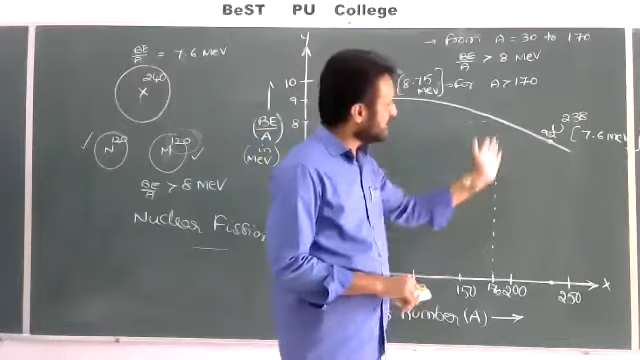 BeST PU College
BE/A = 7.6 MeV
X 240
N 120
M 120
BE/A > 8 MeV
Nuclear Fission
Y
(BE/A)
(in MeV)
10
9
8
→ From A = 30 to 170
BE/A > 8 MeV
8.75 MeV] → for A > 170
U 238 [7.6 MeV
150
200
250
X
number (A) →